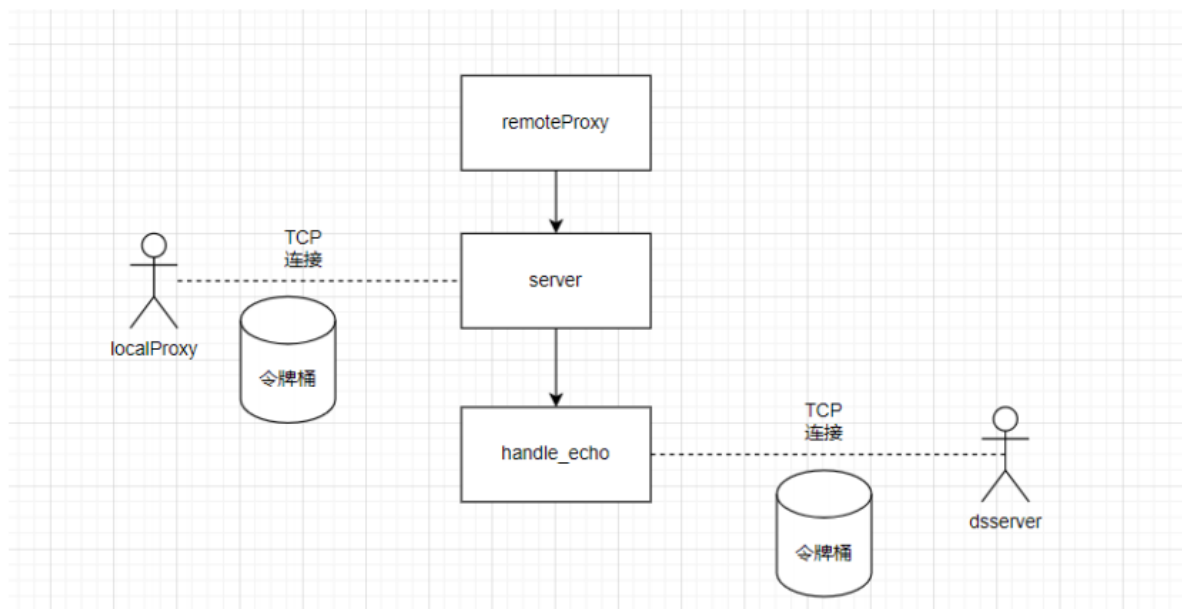 remoteProxy
TCP
连接
server
localProxy
令牌桶
TCP
连接
handle_echo
dsserver
令牌桶